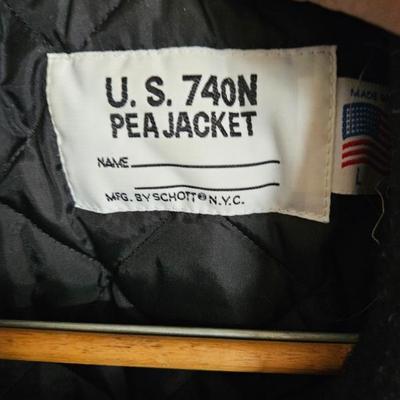 U. S. 740N
PEA JACKET
NAME
MFG. BY SCHOTT® N.Y.C.
MADE
L